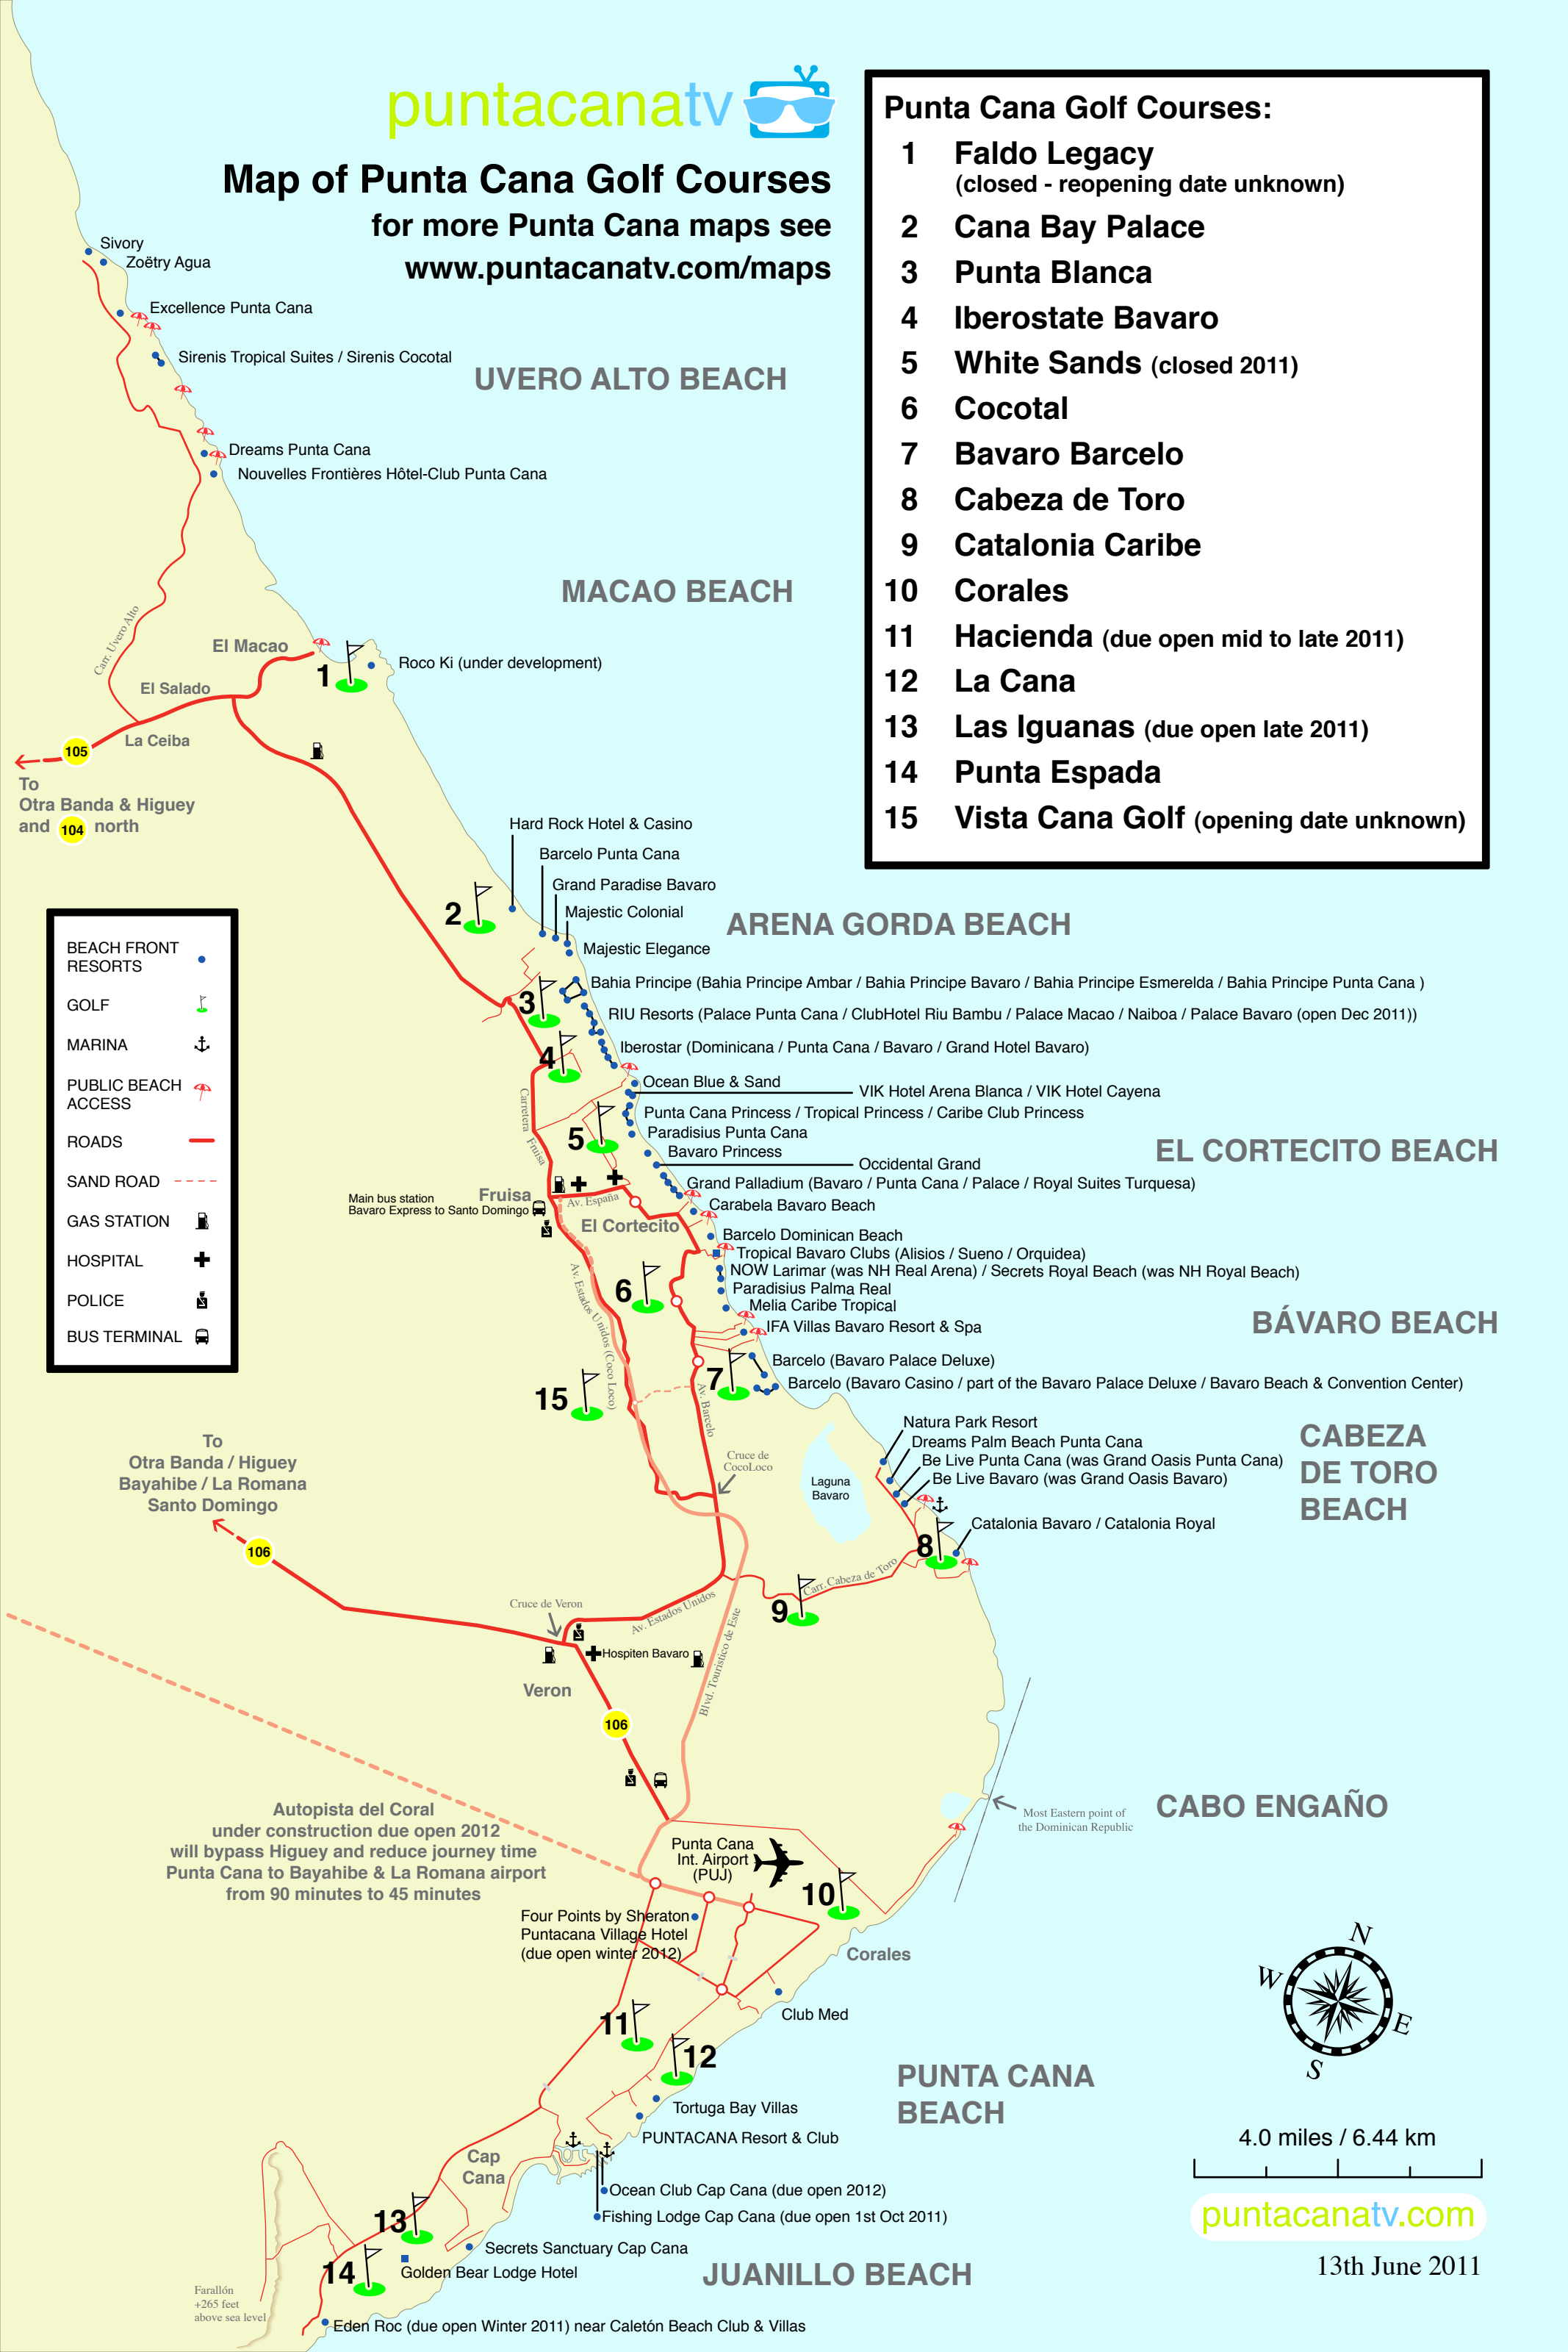 puntacanatv
Map of Punta Cana Golf Courses
for more Punta Cana maps see
www.puntacanatv.com/maps
Punta Cana Golf Courses:
1 Faldo Legacy
(closed - reopening date unknown)
2 Cana Bay Palace
3 Punta Blanca
4 Iberostate Bavaro
5 White Sands (closed 2011)
6 Cocotal
7 Bavaro Barcelo
8 Cabeza de Toro
9 Catalonia Caribe
10 Corales
11 Hacienda (due open mid to late 2011)
12 La Cana
13 Las Iguanas (due open late 2011)
14 Punta Espada
15 Vista Cana Golf (opening date unknown)
Sivory
Zoëtry Agua
Excellence Punta Cana
Sirenis Tropical Suites / Sirenis Cocotal
UVERO ALTO BEACH
Dreams Punta Cana
Nouvelles Frontières Hôtel-Club Punta Cana
MACAO BEACH
Carr. Uvero Alto
El Macao
1
Roco Ki (under development)
El Salado
La Ceiba
105
To
Otra Banda & Higuey
and 104 north
Hard Rock Hotel & Casino
Barcelo Punta Cana
Grand Paradise Bavaro
Majestic Colonial
2
ARENA GORDA BEACH
Majestic Elegance
BEACH FRONT
RESORTS
GOLF
MARINA
PUBLIC BEACH
ACCESS
ROADS
SAND ROAD
GAS STATION
HOSPITAL
POLICE
BUS TERMINAL
Bahia Principe (Bahia Principe Ambar / Bahia Principe Bavaro / Bahia Principe Esmerelda / Bahia Principe Punta Cana )
3
RIU Resorts (Palace Punta Cana / ClubHotel Riu Bambu / Palace Macao / Naiboa / Palace Bavaro (open Dec 2011))
Iberostar (Dominicana / Punta Cana / Bavaro / Grand Hotel Bavaro)
4
Ocean Blue & Sand
VIK Hotel Arena Blanca / VIK Hotel Cayena
Carretera Fruisa
Punta Cana Princess / Tropical Princess / Caribe Club Princess
Paradisius Punta Cana
5
Bavaro Princess
EL CORTECITO BEACH
Occidental Grand
Grand Palladium (Bavaro / Punta Cana / Palace / Royal Suites Turquesa)
Fruisa
Main bus station
Bavaro Express to Santo Domingo
Av. España
Carabela Bavaro Beach
El Cortecito
Barcelo Dominican Beach
Tropical Bavaro Clubs (Alisios / Sueno / Orquidea)
NOW Larimar (was NH Real Arena) / Secrets Royal Beach (was NH Royal Beach)
6
Paradisius Palma Real
Melia Caribe Tropical
BÁVARO BEACH
IFA Villas Bavaro Resort & Spa
Av. Estados Unidos (Coco Loco)
Barcelo (Bavaro Palace Deluxe)
7
Barcelo (Bavaro Casino / part of the Bavaro Palace Deluxe / Bavaro Beach & Convention Center)
15
Av. Barcelo
Natura Park Resort
Dreams Palm Beach Punta Cana
Be Live Punta Cana (was Grand Oasis Punta Cana)
Be Live Bavaro (was Grand Oasis Bavaro)
CABEZA
DE TORO
BEACH
To
Otra Banda / Higuey
Bayahibe / La Romana
Santo Domingo
106
Cruce de
CocoLoco
Laguna
Bavaro
Catalonia Bavaro / Catalonia Royal
8
Carr. Cabeza de Toro
9
Cruce de Veron
Av. Estados Unidos
Hospiten Bavaro
Blvd. Touristico de Este
Veron
106
Autopista del Coral
under construction due open 2012
will bypass Higuey and reduce journey time
Punta Cana to Bayahibe & La Romana airport
from 90 minutes to 45 minutes
CABO ENGAÑO
Most Eastern point of
the Dominican Republic
Punta Cana
Int. Airport
(PUJ)
10
Four Points by Sheraton
Puntacana Village Hotel
(due open winter 2012)
Corales
Club Med
11
12
N
W
E
S
PUNTA CANA
BEACH
Tortuga Bay Villas
PUNTACANA Resort & Club
4.0 miles / 6.44 km
Cap
Cana
Ocean Club Cap Cana (due open 2012)
Fishing Lodge Cap Cana (due open 1st Oct 2011)
13
Secrets Sanctuary Cap Cana
14
Golden Bear Lodge Hotel
JUANILLO BEACH
Farallón
+265 feet
above sea level
Eden Roc (due open Winter 2011) near Caletón Beach Club & Villas
puntacanatv.com
13th June 2011